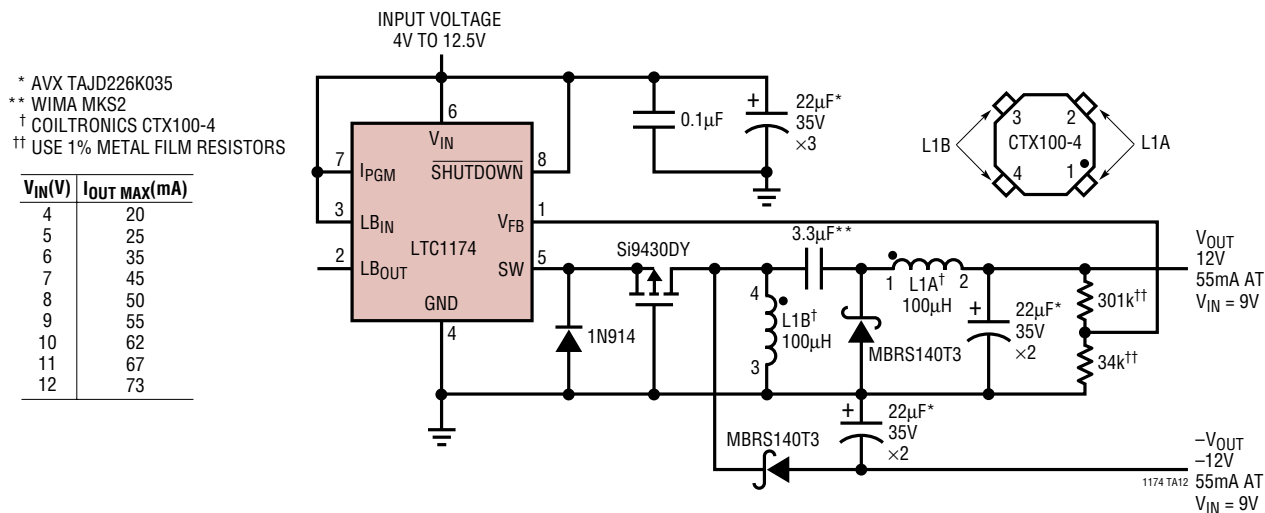 INPUT VOLTAGE
4V TO 12.5V
* AVX TAJD226K035
** WIMA MKS2
† COILTRONICS CTX100-4
†† USE 1% METAL FILM RESISTORS
VIN(V) IOUT MAX(mA)
4 20
5 25
6 35
7 45
8 50
9 55
10 62
11 67
12 73
6
VIN
7
IPGM
SHUTDOWN
8
3
LBIN
VFB
1
2
LBOUT
LTC1174
SW
5
GND
4
0.1µF
+
22µF*
35V
×3
3
2
CTX100-4
4
1
L1B
L1A
Si9430DY
1N914
3.3µF**
4
L1B†
100µH
3
MBRS140T3
1
L1A†
100µH
2
+
22µF*
35V
×2
301k††
34k††
VOUT
12V
55mA AT
VIN = 9V
MBRS140T3
+
22µF*
35V
×2
–VOUT
–12V
55mA AT
VIN = 9V
1174 TA12